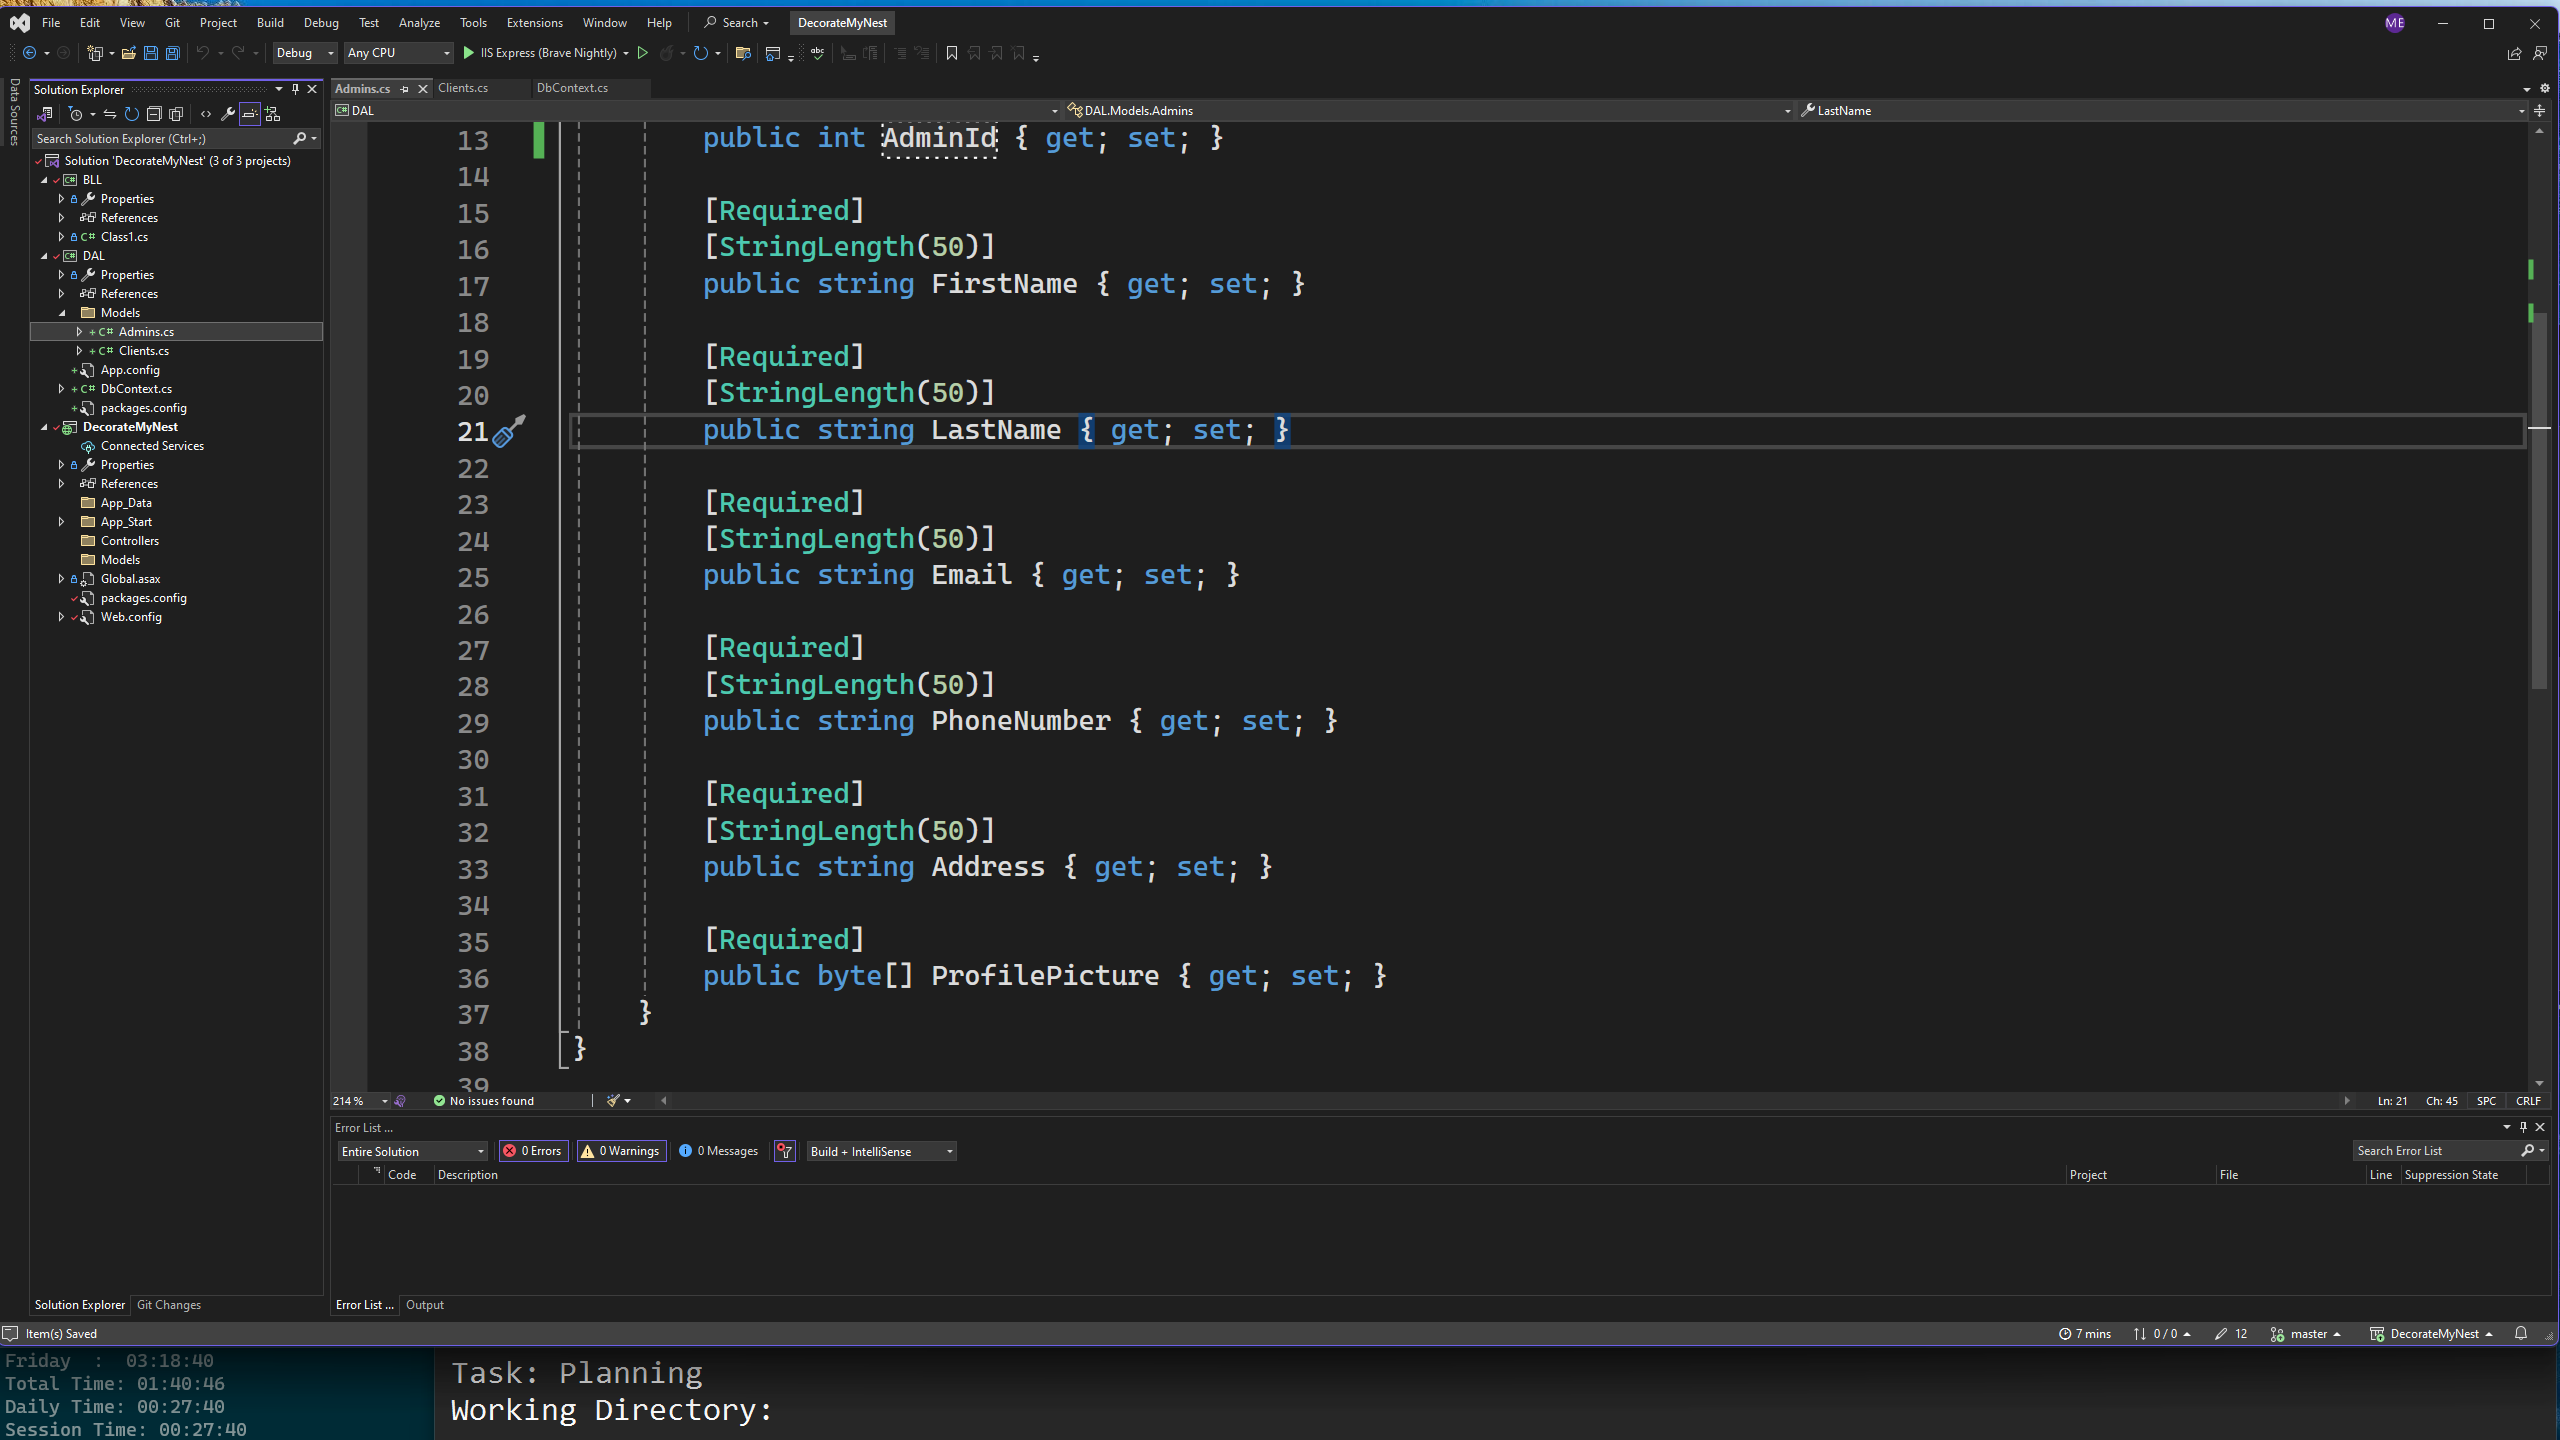 File Edit View Git Project Build Debug Test Analyze Tools Extensions Window Help Search DecorateMyNest ME
Debug Any CPU IIS Express (Brave Nightly)
Data Sources
Solution Explorer
Search Solution Explorer (Ctrl+;)
Solution 'DecorateMyNest' (3 of 3 projects)
BLL
Properties
References
C# Class1.cs
DAL
Properties
References
Models
C# Admins.cs
C# Clients.cs
App.config
C# DbContext.cs
packages.config
DecorateMyNest
Connected Services
Properties
References
App_Data
App_Start
Controllers
Models
Global.asax
packages.config
Web.config
Solution Explorer Git Changes
Admins.cs Clients.cs DbContext.cs
DAL DAL.Models.Admins LastName
13 public int AdminId { get; set; }
14
15 [Required]
16 [StringLength(50)]
17 public string FirstName { get; set; }
18
19 [Required]
20 [StringLength(50)]
21 public string LastName { get; set; }
22
23 [Required]
24 [StringLength(50)]
25 public string Email { get; set; }
26
27 [Required]
28 [StringLength(50)]
29 public string PhoneNumber { get; set; }
30
31 [Required]
32 [StringLength(50)]
33 public string Address { get; set; }
34
35 [Required]
36 public byte[] ProfilePicture { get; set; }
37 }
38 }
39
214 % No issues found Ln: 21 Ch: 45 SPC CRLF
Error List ...
Entire Solution 0 Errors 0 Warnings 0 Messages Build + IntelliSense Search Error List
Code Description Project File Line Suppression State
Error List ... Output
Item(s) Saved 7 mins 0 / 0 12 master DecorateMyNest
Friday : 03:18:40
Total Time: 01:40:46
Daily Time: 00:27:40
Session Time: 00:27:40
Task: Planning
Working Directory: